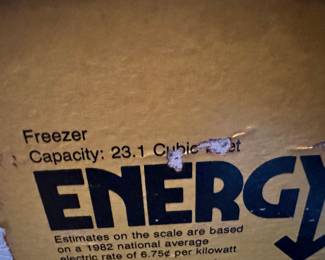 Freezer
Capacity: 23.1 Cubic
ENERGY
Estimates on the scale are based
on a 1982 national average
electric rate of 6.75¢ per kilowatt